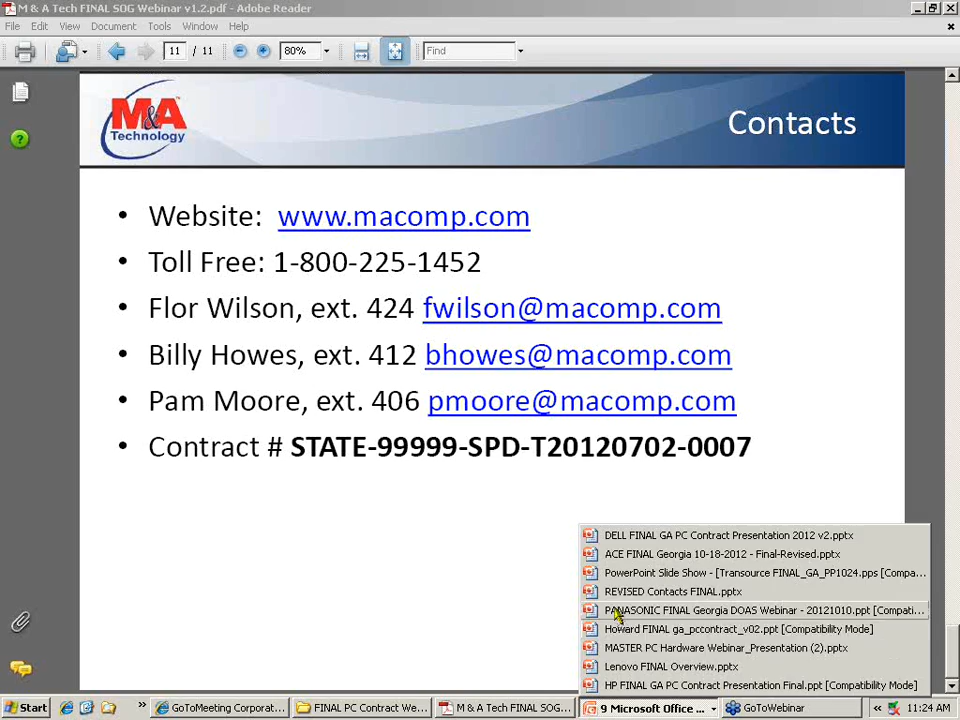 M & A Tech FINAL SOG Webinar v1.2.pdf - Adobe Reader
File Edit View Document Tools Window Help
11 / 11 80% Find
M&A Technology
Contacts
• Website: www.macomp.com
• Toll Free: 1-800-225-1452
• Flor Wilson, ext. 424 fwilson@macomp.com
• Billy Howes, ext. 412 bhowes@macomp.com
• Pam Moore, ext. 406 pmoore@macomp.com
• Contract # STATE-99999-SPD-T20120702-0007
DELL FINAL GA PC Contract Presentation 2012 v2.pptx
ACE FINAL Georgia 10-18-2012 - Final-Revised.pptx
PowerPoint Slide Show - [Transource FINAL_GA_PP1024.pps [Compa...
REVISED Contacts FINAL.pptx
PANASONIC FINAL Georgia DOAS Webinar - 20121010.ppt [Compati...
Howard FINAL ga_pccontract_v02.ppt [Compatibility Mode]
MASTER PC Hardware Webinar_Presentation (2).pptx
Lenovo FINAL Overview.pptx
HP FINAL GA PC Contract Presentation Final.ppt [Compatibility Mode]
Start » GoToMeeting Corporat... FINAL PC Contract We... M & A Tech FINAL SOG... 9 Microsoft Office ... GoToWebinar « 11:24 AM